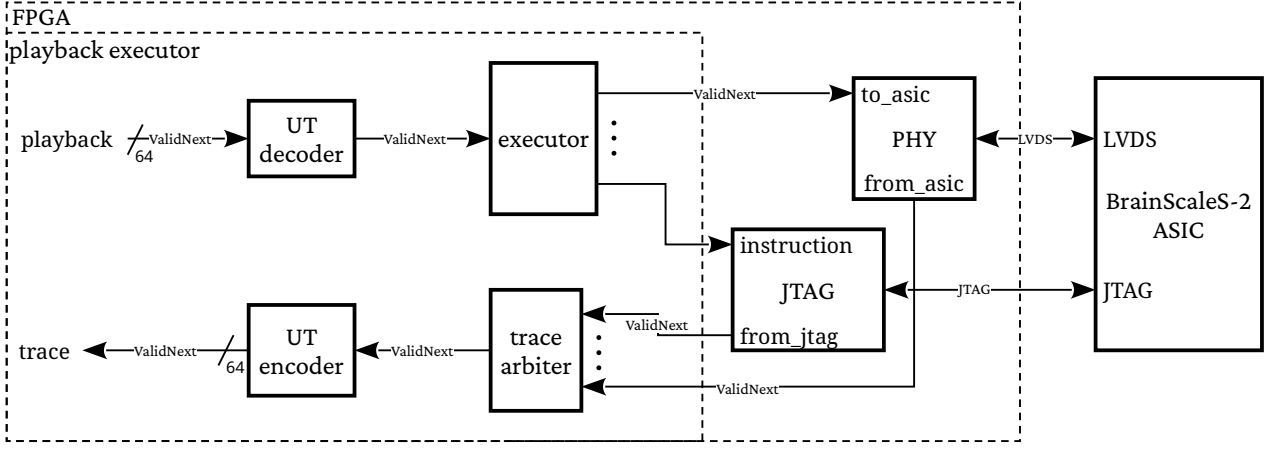 FPGA
playback executor
playback
64
ValidNext
UT
decoder
ValidNext
executor
ValidNext
to_asic
PHY
from_asic
LVDS
LVDS
BrainScaleS-2
ASIC
JTAG
instruction
JTAG
from_jtag
JTAG
trace
ValidNext
64
UT
encoder
ValidNext
trace
arbiter
ValidNext
ValidNext